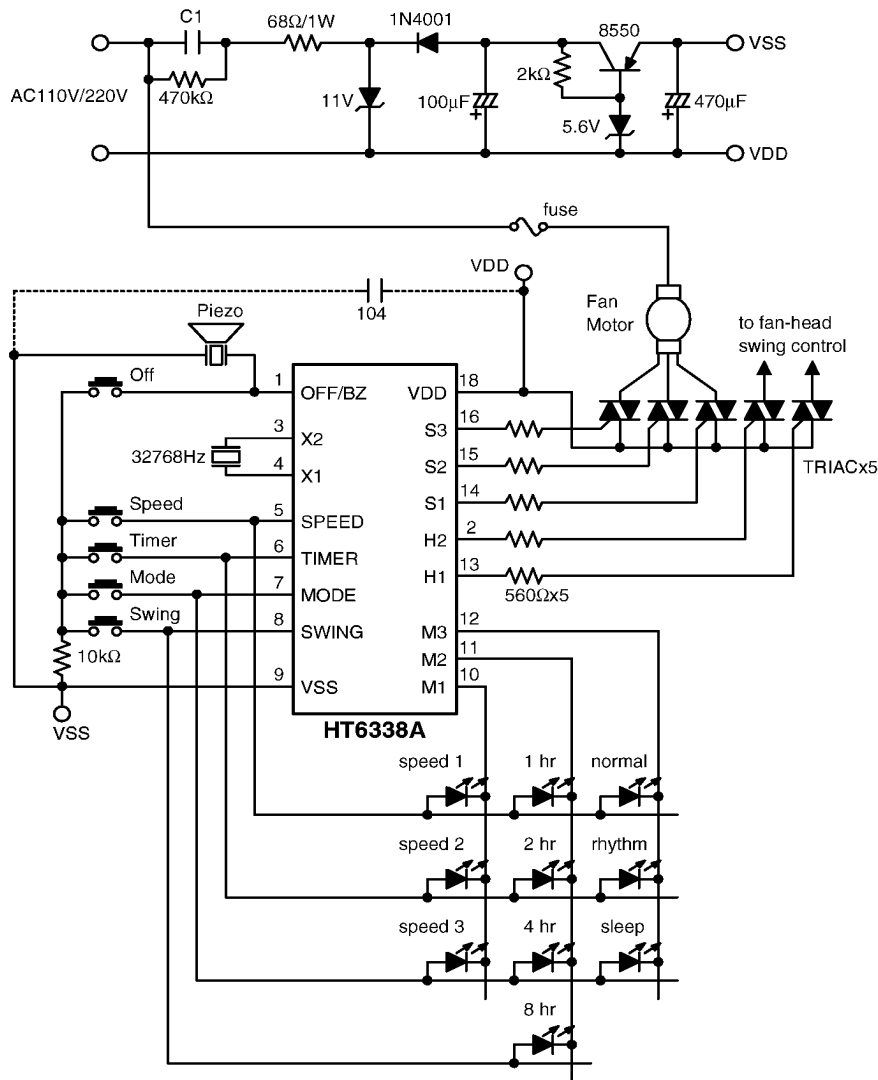 C1
68Ω/1W
1N4001
8550
VSS
470kΩ
AC110V/220V
11V
100µF
+
2kΩ
5.6V
470µF
+
VDD
fuse
VDD
104
Fan
Motor
to fan-head
swing control
Piezo
Off
1
OFF/BZ
VDD
18
3
X2
S3
16
32768Hz
4
X1
S2
15
TRIACx5
Speed
5
SPEED
S1
14
Timer
6
TIMER
H2
2
Mode
7
MODE
H1
13
560Ωx5
Swing
8
SWING
M3
12
10kΩ
M2
11
9
VSS
M1
10
VSS
HT6338A
speed 1
1 hr
normal
speed 2
2 hr
rhythm
speed 3
4 hr
sleep
8 hr